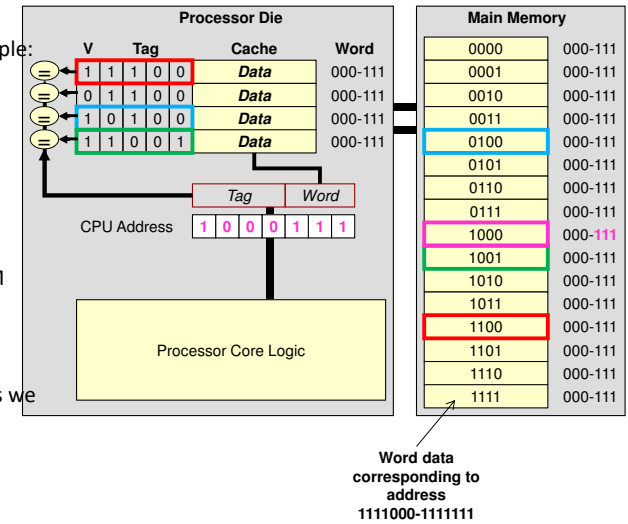 Processor Die
ple:
V Tag Cache Word
= 1 1 1 0 0 Data 000-111
= 0 1 1 0 0 Data 000-111
= 1 0 1 0 0 Data 000-111
= 1 1 0 0 1 Data 000-111
Tag Word
CPU Address 1 0 0 0 1 1 1
Processor Core Logic
M
s we
Main Memory
0000 000-111
0001 000-111
0010 000-111
0011 000-111
0100 000-111
0101 000-111
0110 000-111
0111 000-111
1000 000-111
1001 000-111
1010 000-111
1011 000-111
1100 000-111
1101 000-111
1110 000-111
1111 000-111
Word data
corresponding to
address
1111000-1111111